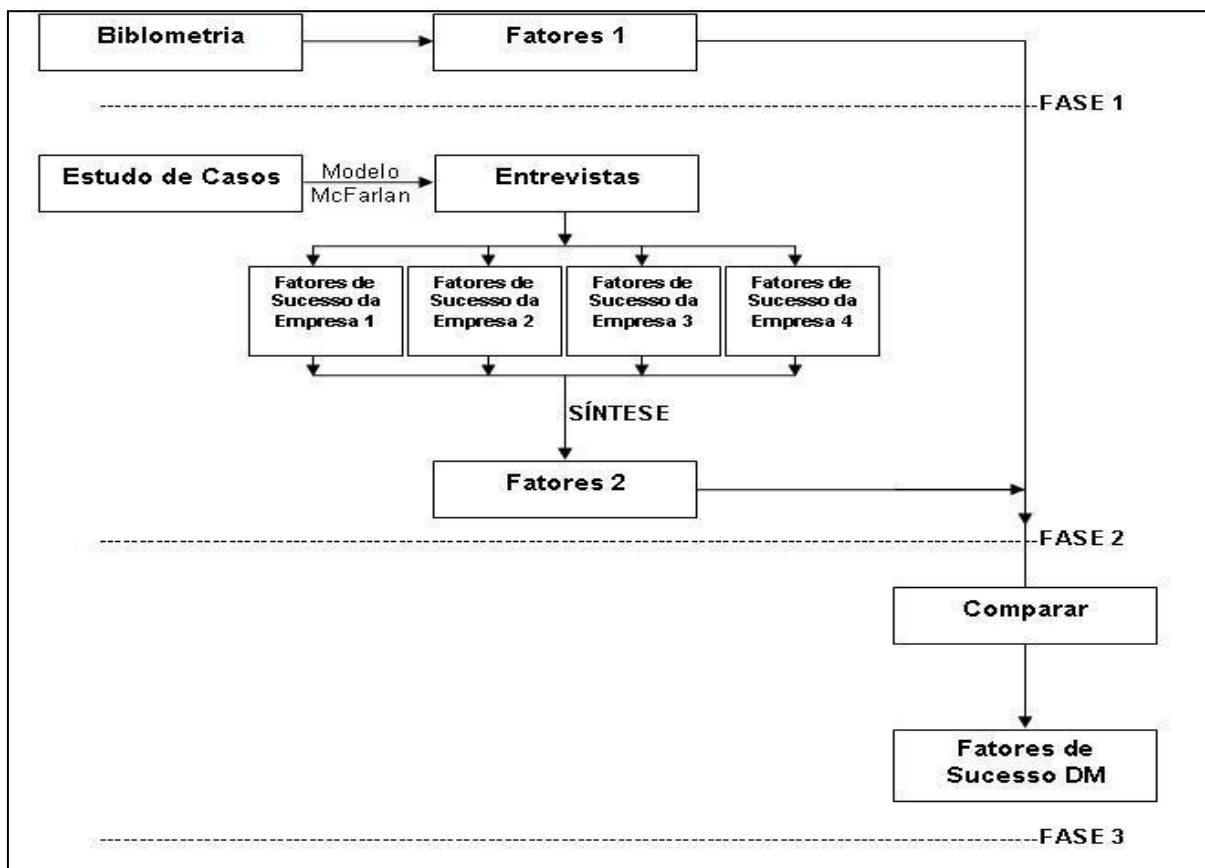 Biblometria
Fatores 1
FASE 1
Estudo de Casos
Modelo
McFarlan
Entrevistas
Fatores de
Sucesso da
Empresa 1
Fatores de
Sucesso da
Empresa 2
Fatores de
Sucesso da
Empresa 3
Fatores de
Sucesso da
Empresa 4
SÍNTESE
Fatores 2
FASE 2
Comparar
Fatores de
Sucesso DM
FASE 3